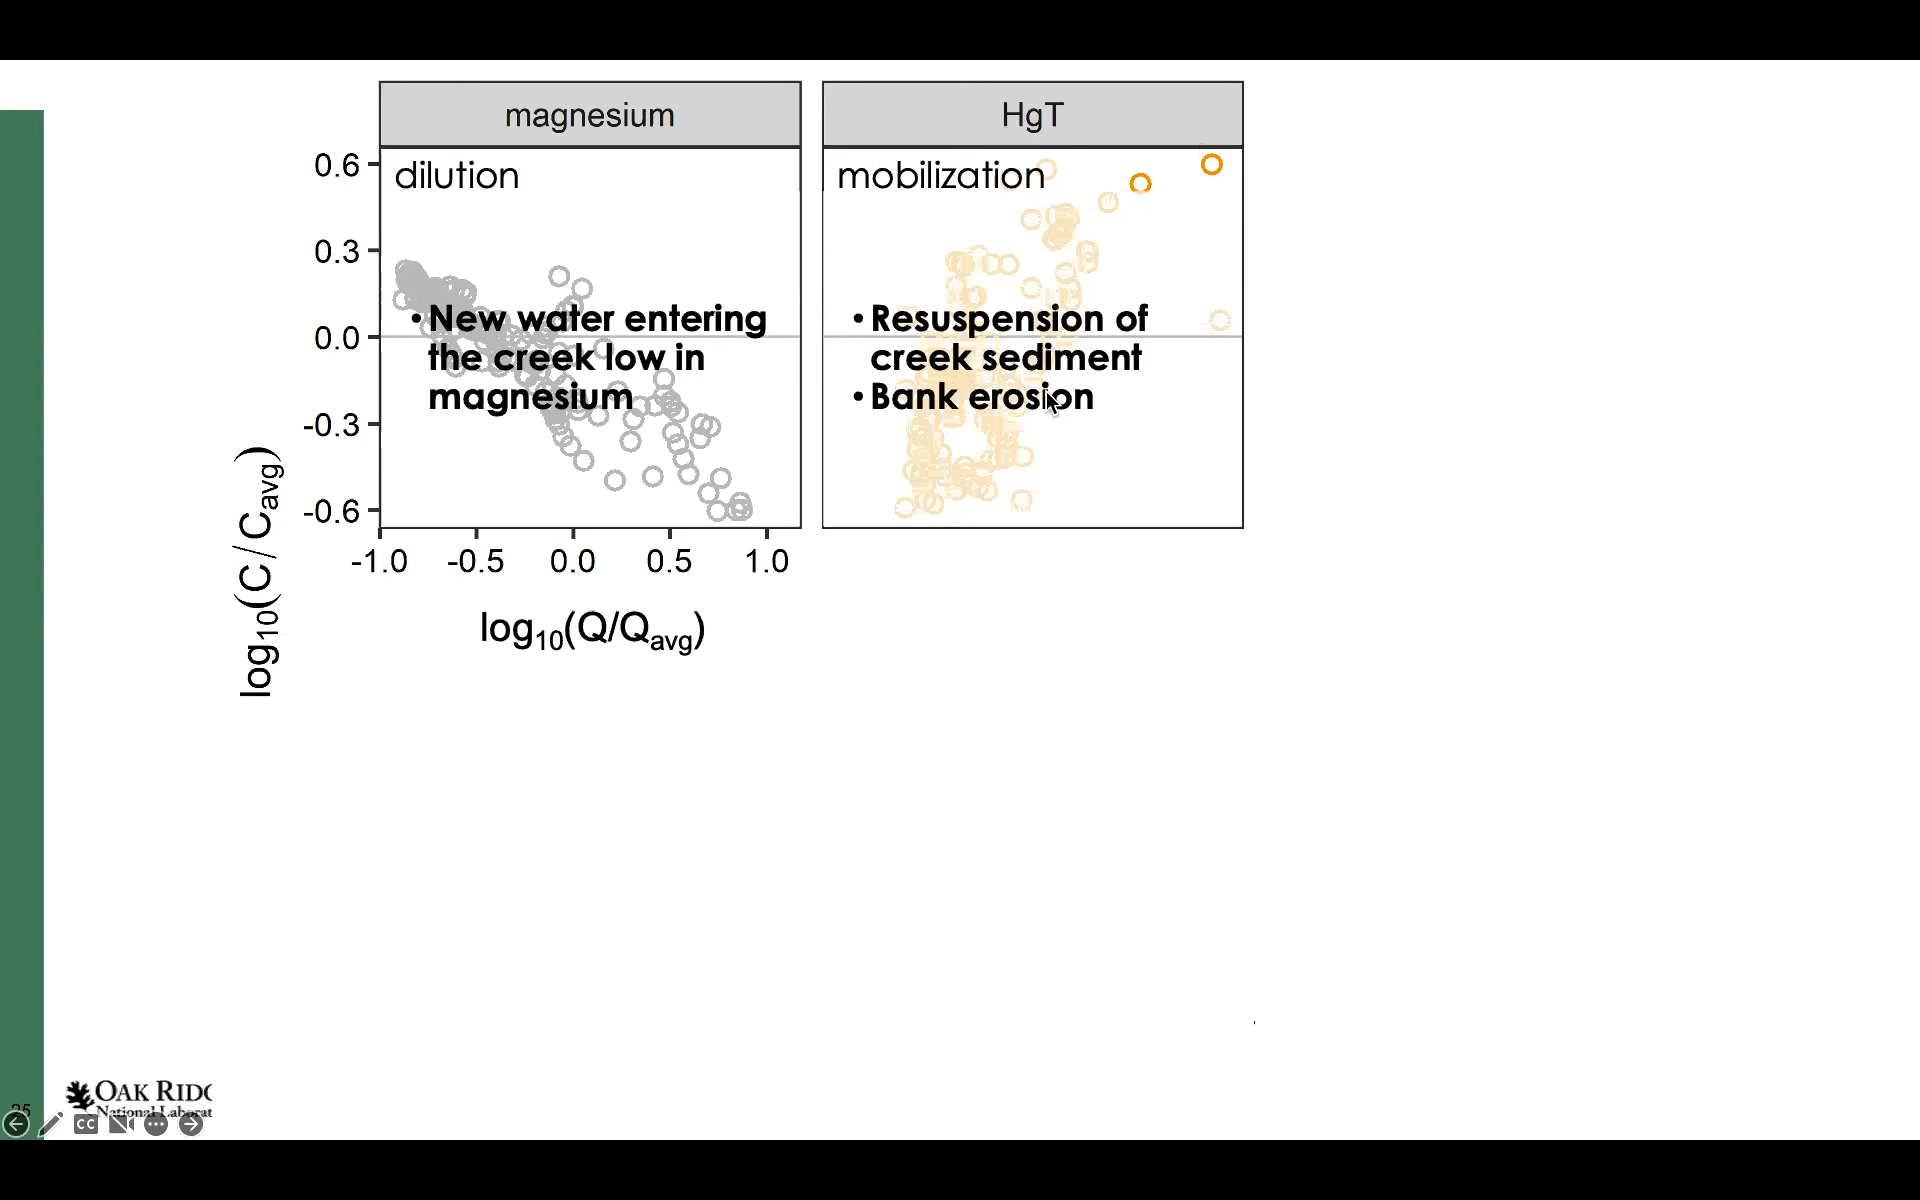 magnesium
HgT
dilution
mobilization
0.6
0.3
0.0
-0.3
-0.6
• New water entering
the creek low in
magnesium
• Resuspension of
creek sediment
• Bank erosion
-1.0 -0.5 0.0 0.5 1.0
log10(Q/Qavg)
log10(C/Cavg)
OAK RIDG
National Laborat
25
CC